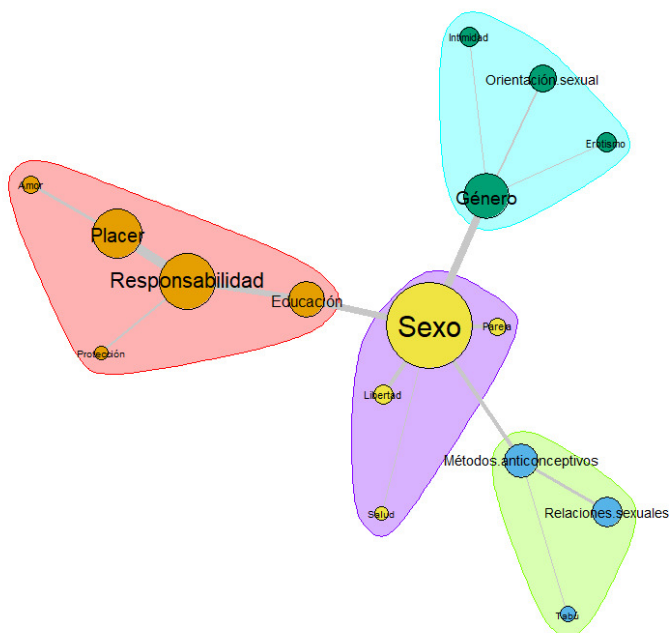 Intimidad
Orientación.sexual
Erotismo
Género
Amor
Placer
Responsabilidad
Educación
Protección
Sexo
Pareja
Libertad
Salud
Métodos.anticonceptivos
Relaciones.sexuales
Tabú